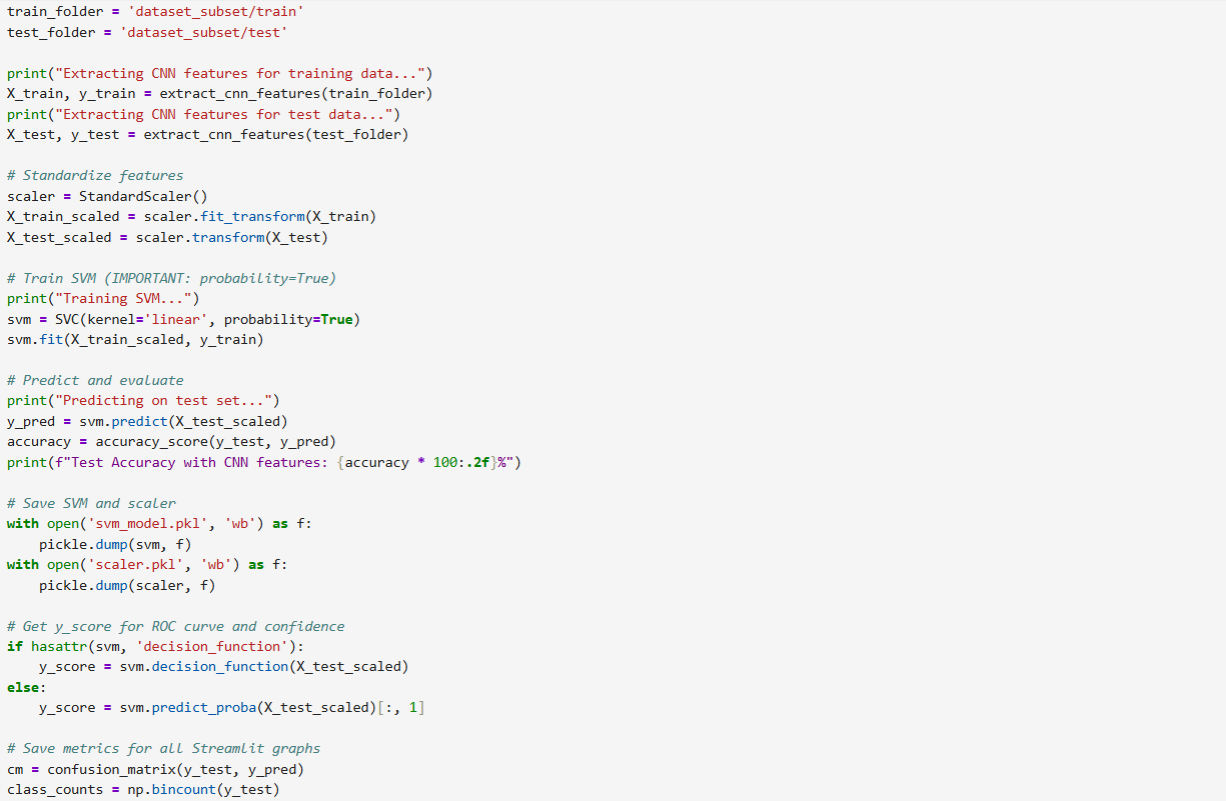 train_folder = 'dataset_subset/train'
test_folder = 'dataset_subset/test'

print("Extracting CNN features for training data...")
X_train, y_train = extract_cnn_features(train_folder)
print("Extracting CNN features for test data...")
X_test, y_test = extract_cnn_features(test_folder)

# Standardize features
scaler = StandardScaler()
X_train_scaled = scaler.fit_transform(X_train)
X_test_scaled = scaler.transform(X_test)

# Train SVM (IMPORTANT: probability=True)
print("Training SVM...")
svm = SVC(kernel='linear', probability=True)
svm.fit(X_train_scaled, y_train)

# Predict and evaluate
print("Predicting on test set...")
y_pred = svm.predict(X_test_scaled)
accuracy = accuracy_score(y_test, y_pred)
print(f"Test Accuracy with CNN features: {accuracy * 100:.2f}%")

# Save SVM and scaler
with open('svm_model.pkl', 'wb') as f:
    pickle.dump(svm, f)
with open('scaler.pkl', 'wb') as f:
    pickle.dump(scaler, f)

# Get y_score for ROC curve and confidence
if hasattr(svm, 'decision_function'):
    y_score = svm.decision_function(X_test_scaled)
else:
    y_score = svm.predict_proba(X_test_scaled)[:, 1]

# Save metrics for all Streamlit graphs
cm = confusion_matrix(y_test, y_pred)
class_counts = np.bincount(y_test)